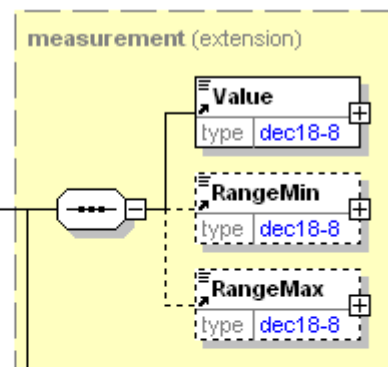 measurement (extension)
Value
type dec18-8
RangeMin
type dec18-8
RangeMax
type dec18-8